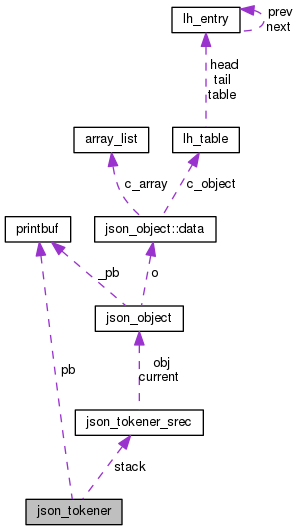 lh_entry
prev
next
head
tail
table
array_list
lh_table
c_array
c_object
printbuf
json_object::data
_pb
o
json_object
pb
obj
current
json_tokener_srec
stack
json_tokener